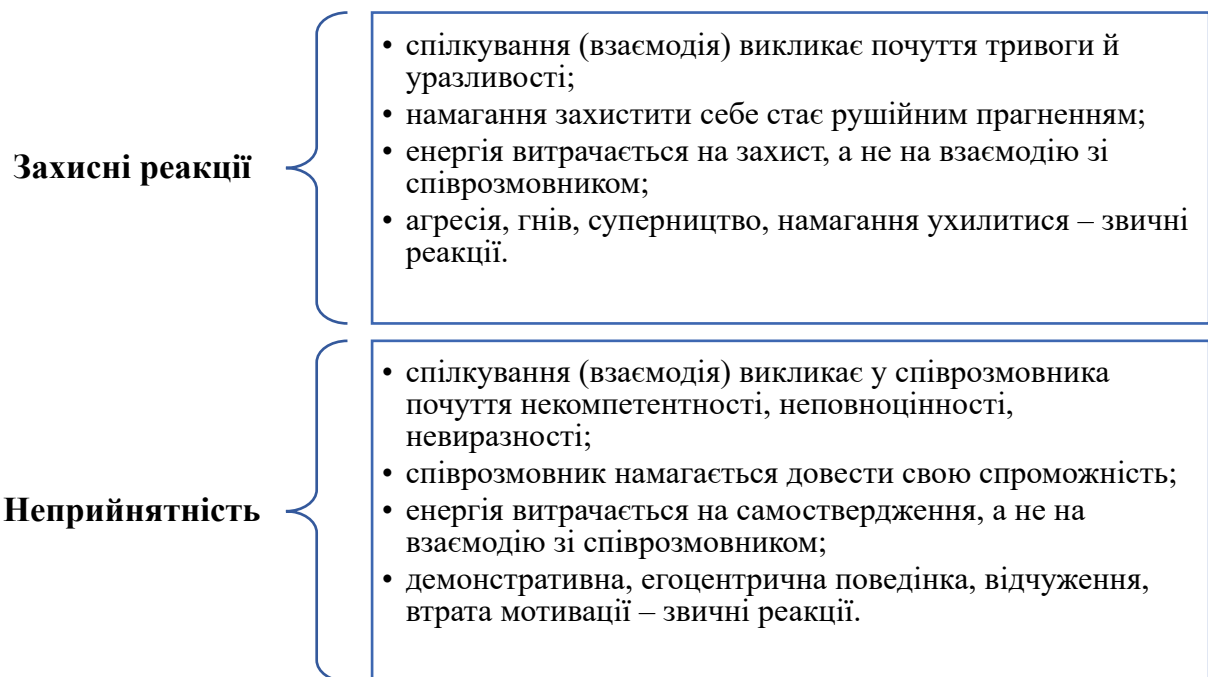 Захисні реакції
• спілкування (взаємодія) викликає почуття тривоги й
уразливості;
• намагання захистити себе стає рушійним прагненням;
• енергія витрачається на захист, а не на взаємодію зі
співрозмовником;
• агресія, гнів, суперництво, намагання ухилитися – звичні
реакції.
Неприйнятність
• спілкування (взаємодія) викликає у співрозмовника
почуття некомпетентності, неповноцінності,
невиразності;
• співрозмовник намагається довести свою спроможність;
• енергія витрачається на самоствердження, а не на
взаємодію зі співрозмовником;
• демонстративна, егоцентрична поведінка, відчуження,
втрата мотивації – звичні реакції.